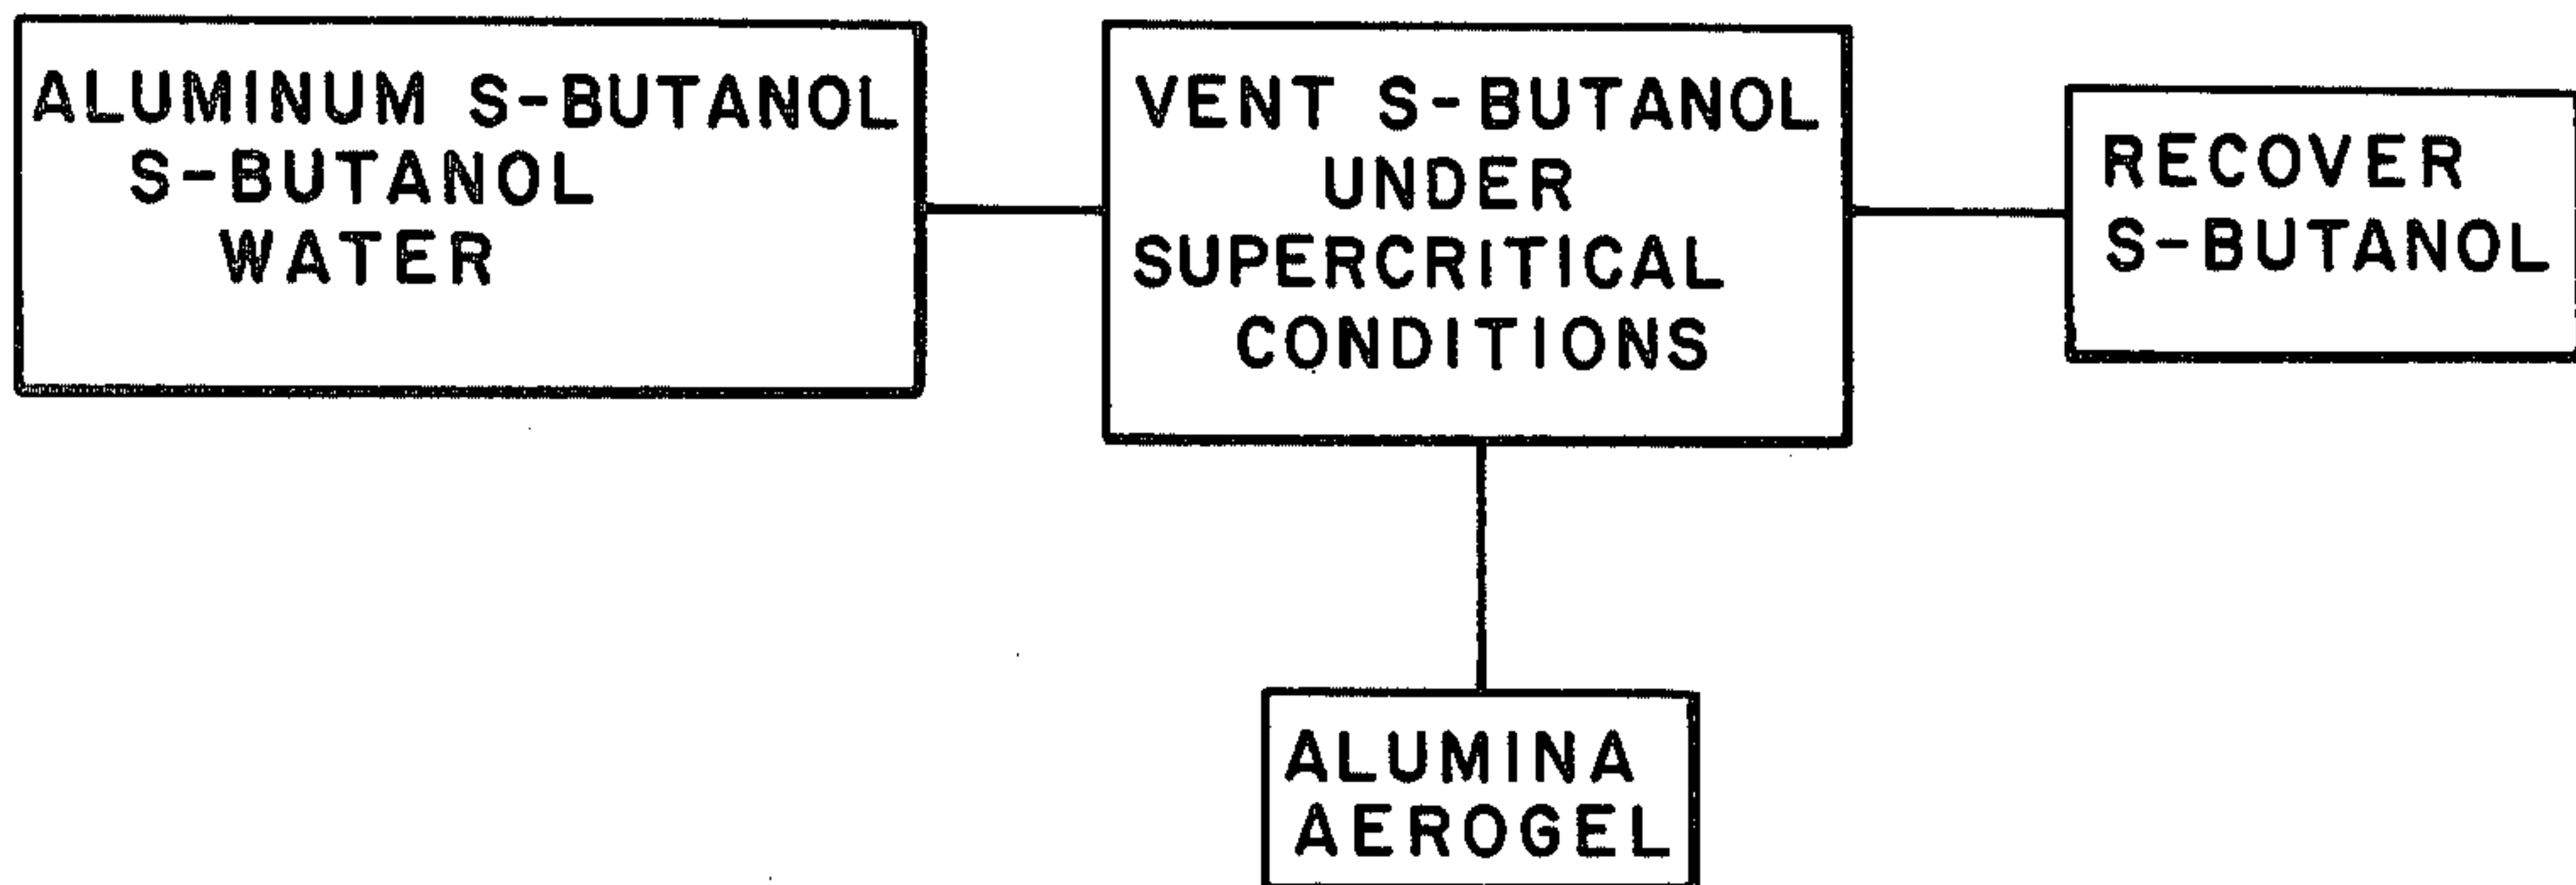 ALUMINUM S-BUTANOL
S-BUTANOL
WATER
VENT S-BUTANOL
UNDER
SUPERCRITICAL
CONDITIONS
RECOVER
S-BUTANOL
ALUMINA
AEROGEL